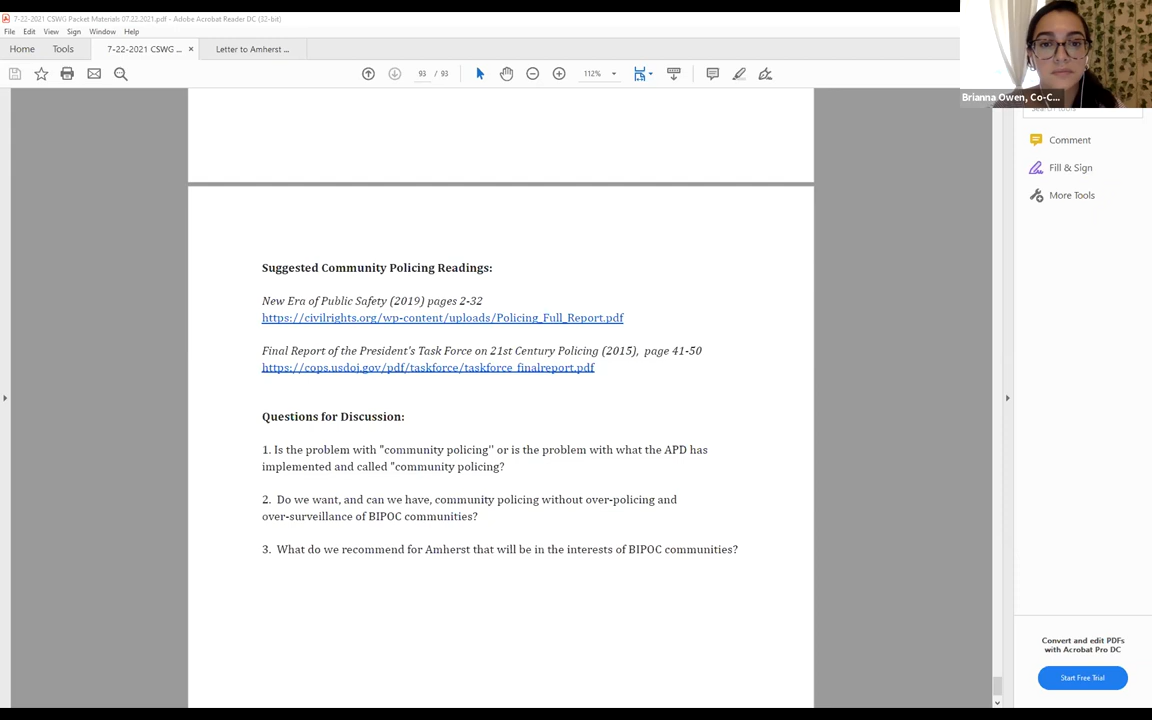 7-22-2021 CSWG Packet Materials 07.22.2021.pdf - Adobe Acrobat Reader DC (32-bit)
File Edit View Sign Window Help
Home Tools 7-22-2021 CSWG ... × Letter to Amherst ...
93 / 93 112%
Brianna Owen, Co-C...
Search tools
Comment
Fill & Sign
More Tools
Suggested Community Policing Readings:
New Era of Public Safety (2019) pages 2-32
https://civilrights.org/wp-content/uploads/Policing_Full_Report.pdf
Final Report of the President's Task Force on 21st Century Policing (2015), page 41-50
https://cops.usdoj.gov/pdf/taskforce/taskforce_finalreport.pdf
Questions for Discussion:
1. Is the problem with "community policing" or is the problem with what the APD has
implemented and called "community policing?
2. Do we want, and can we have, community policing without over-policing and
over-surveillance of BIPOC communities?
3. What do we recommend for Amherst that will be in the interests of BIPOC communities?
Convert and edit PDFs
with Acrobat Pro DC
Start Free Trial